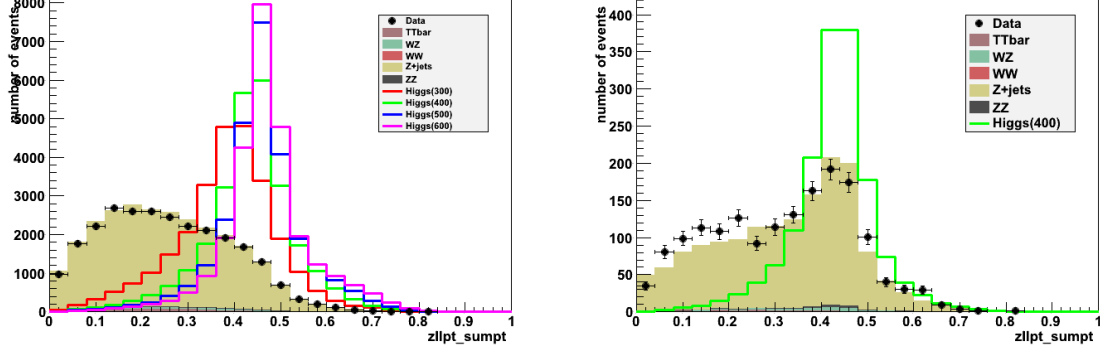 number of events
8000
7000
6000
5000
4000
3000
2000
1000
0
Data
TTbar
WZ
WW
Z+jets
ZZ
Higgs(300)
Higgs(400)
Higgs(500)
Higgs(600)
0 0.1 0.2 0.3 0.4 0.5 0.6 0.7 0.8 0.9 1
zllpt_sumpt
number of events
400
350
300
250
200
150
100
50
0
Data
TTbar
WZ
WW
Z+jets
ZZ
Higgs(400)
0 0.1 0.2 0.3 0.4 0.5 0.6 0.7 0.8 0.9 1
zllpt_sumpt